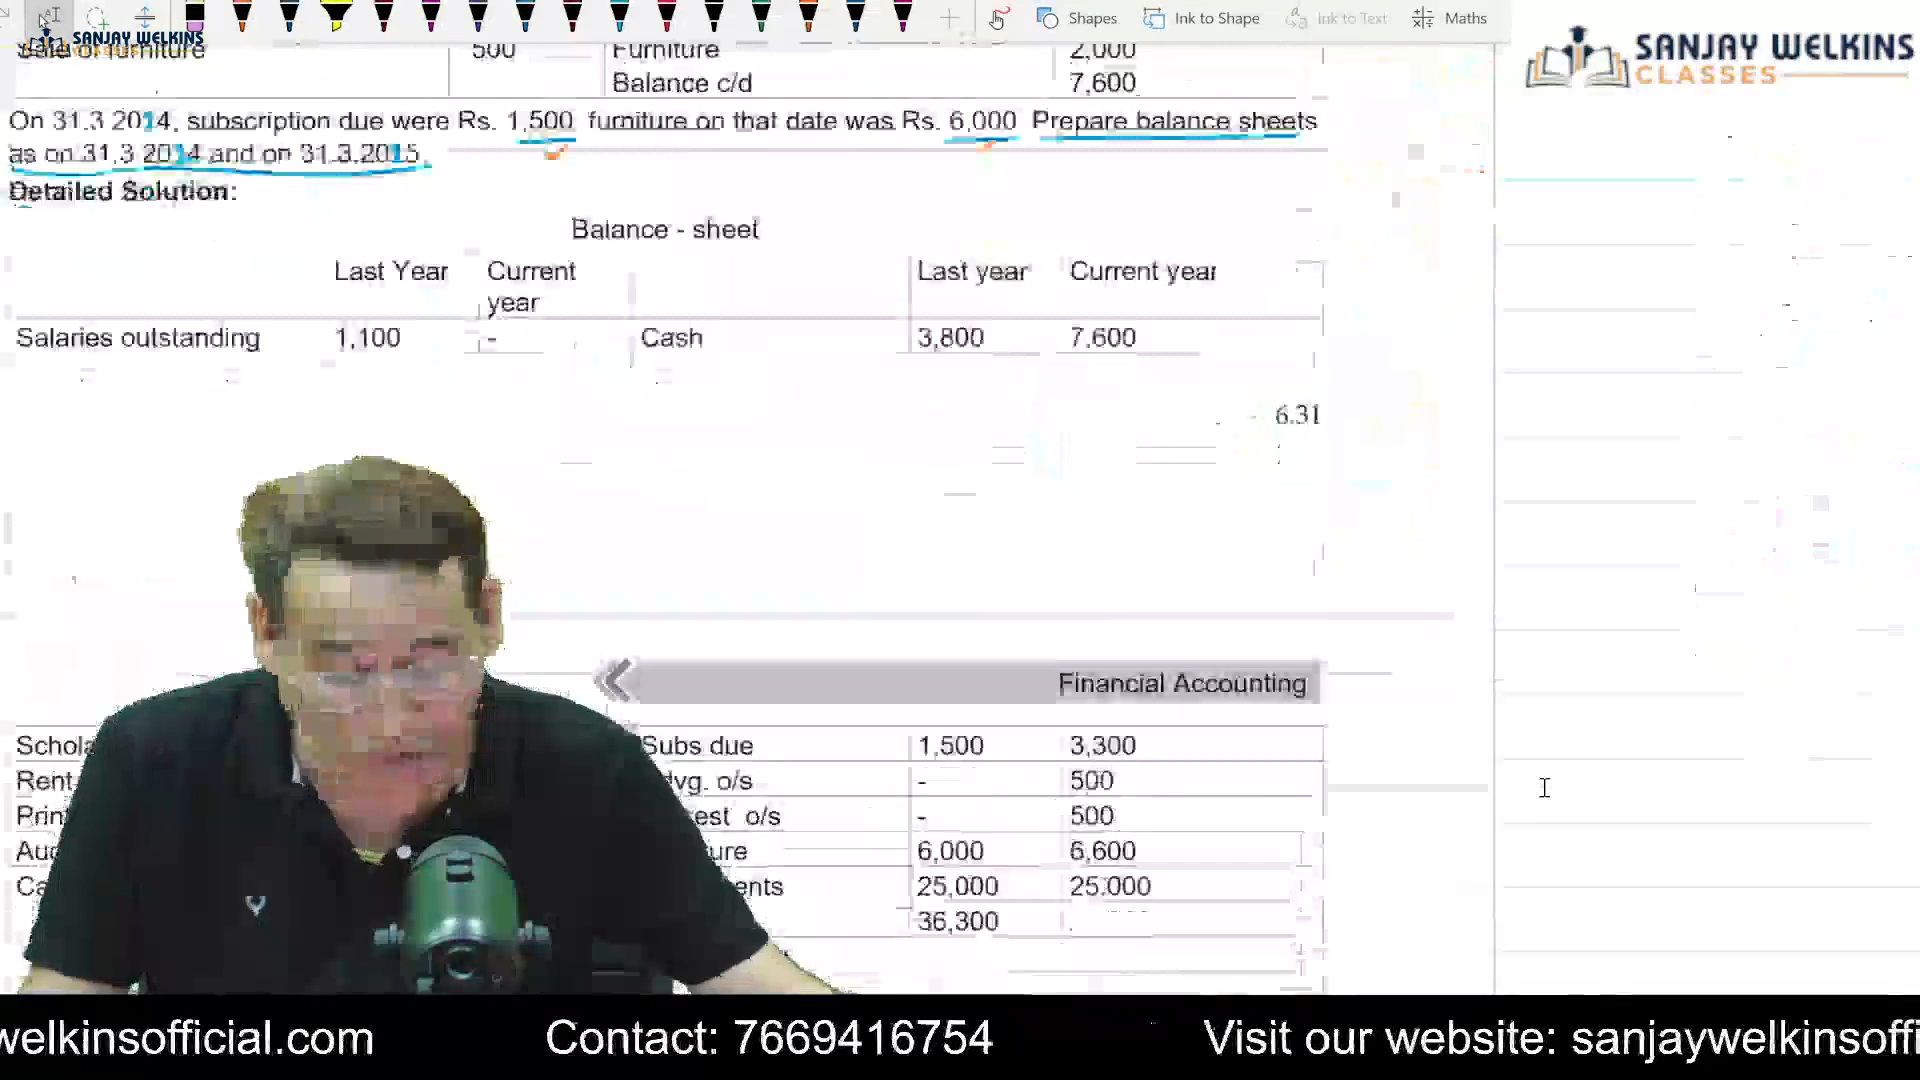 Shapes
Ink to Shape
Ink to Text
Maths
SANJAY WELKINS
CLASSES
SANJAY WELKINS
CLASSES
Sale of furniture 500 Furniture 2,000
Balance c/d 7,600
On 31.3 2014, subscription due were Rs. 1,500 furniture on that date was Rs. 6,000 Prepare balance sheets
as on 31.3 2014 and on 31.3.2015.
Detailed Solution:
Balance - sheet
Last Year Current Last year Current year
year
Salaries outstanding 1,100 - Cash 3,800 7,600
6.31
Financial Accounting
Subs due 1,500 3,300
Rent o/s - 500
o/s - 500
6,000 6,600
25,000 25,000
36,300
welkinsofficial.com Contact: 7669416754 Visit our website: sanjaywelkinsoffi